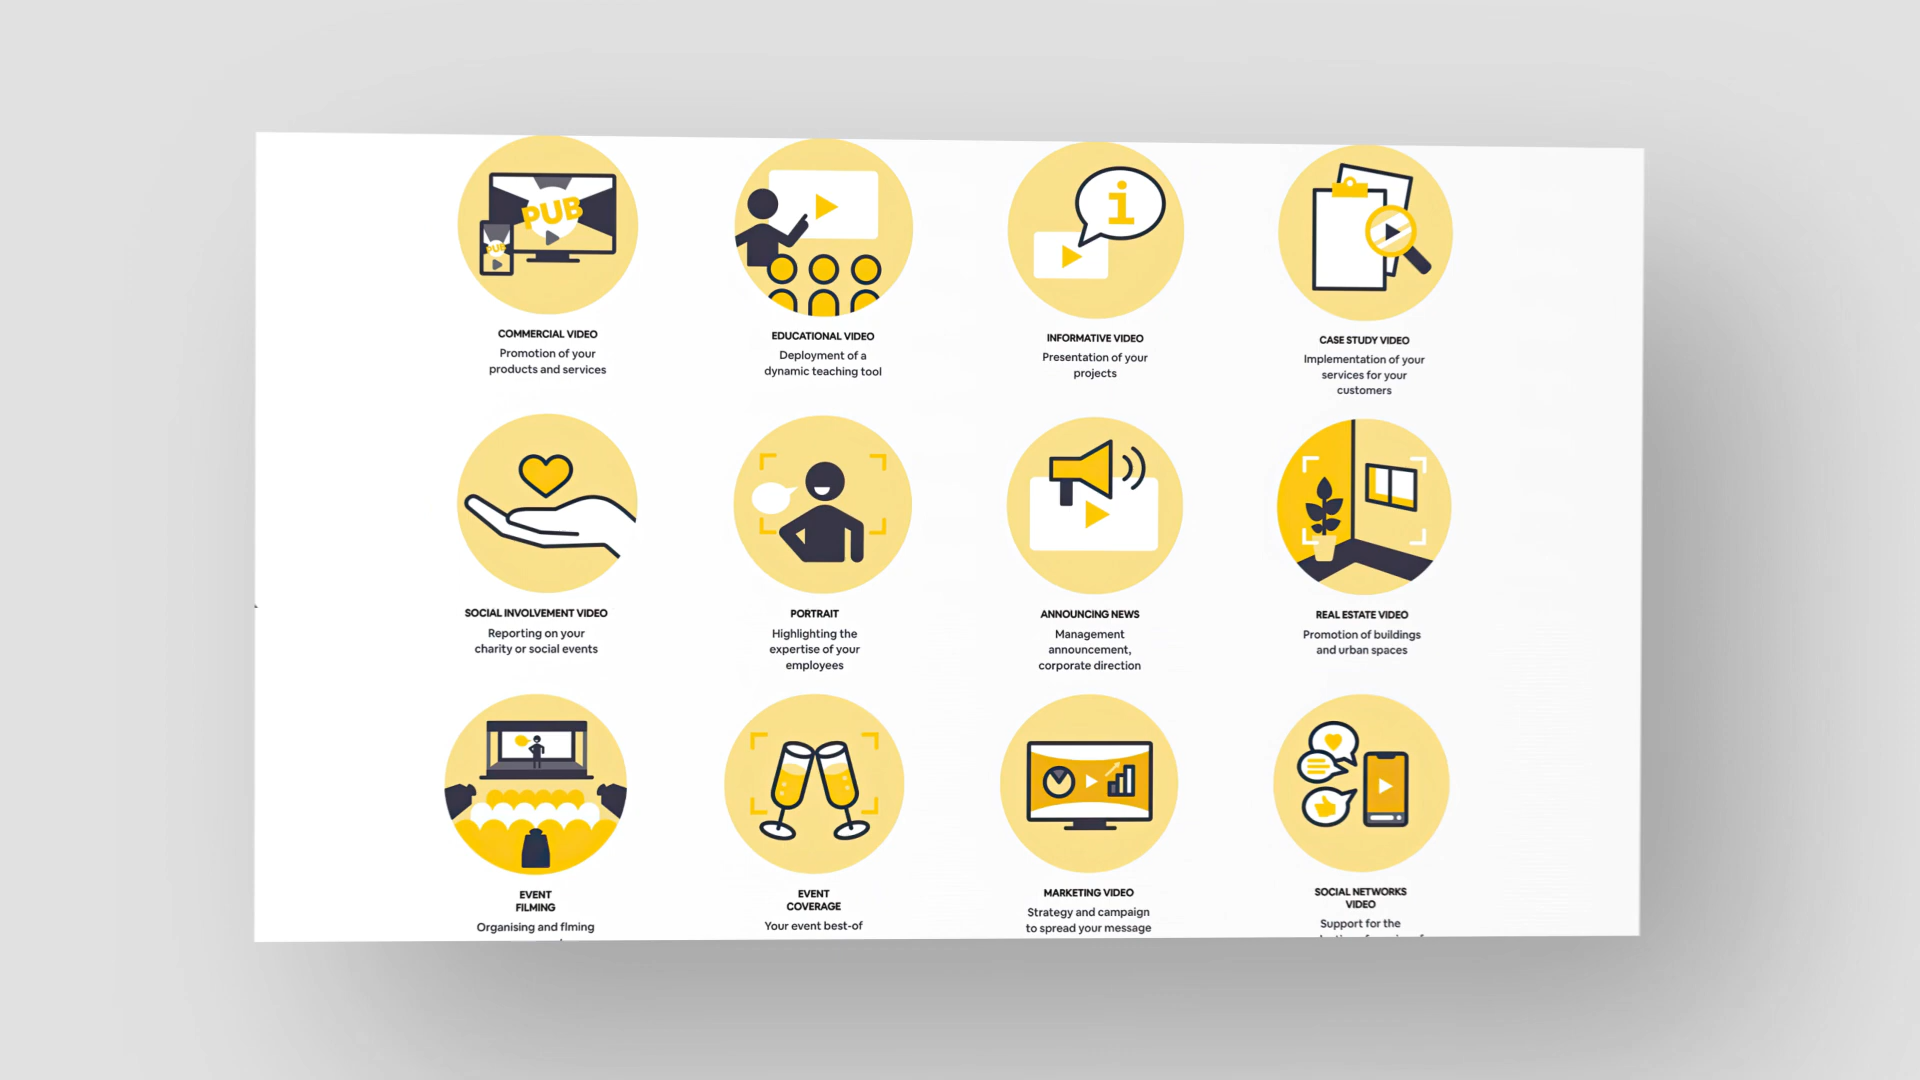 PUB
PUB
i
COMMERCIAL VIDEO
Promotion of your
products and services
EDUCATIONAL VIDEO
Deployment of a
dynamic teaching tool
INFORMATIVE VIDEO
Presentation of your
projects
CASE STUDY VIDEO
Implementation of your
services for your
customers
SOCIAL INVOLVEMENT VIDEO
Reporting on your
charity or social events
PORTRAIT
Highlighting the
expertise of your
employees
ANNOUNCING NEWS
Management
announcement,
corporate direction
REAL ESTATE VIDEO
Promotion of buildings
and urban spaces
EVENT
FILMING
Organising and flming
EVENT
COVERAGE
Your event best-of
MARKETING VIDEO
Strategy and campaign
to spread your message
SOCIAL NETWORKS
VIDEO
Support for the